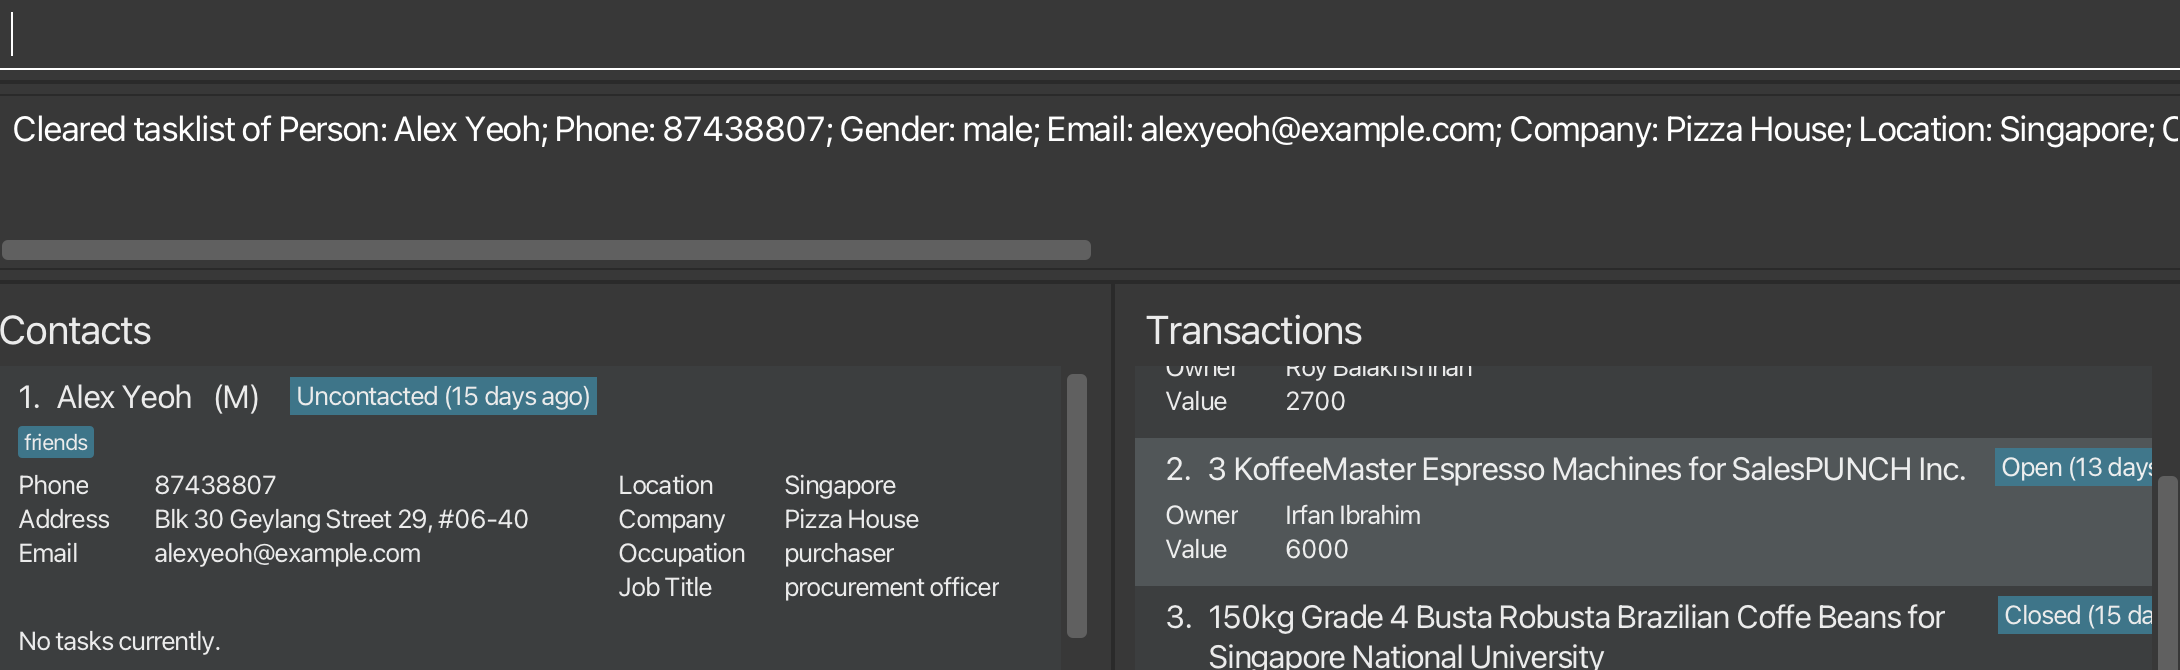 Cleared tasklist of Person: Alex Yeoh; Phone: 87438807; Gender: male; Email: alexyeoh@example.com; Company: Pizza House; Location: Singapore;
Contacts
1. Alex Yeoh (M) Uncontacted (15 days ago)
friends
Phone 87438807 Location Singapore
Address Blk 30 Geylang Street 29, #06-40 Company Pizza House
Email alexyeoh@example.com Occupation purchaser
Job Title procurement officer
No tasks currently.
Transactions
Owner Roy Balakrishnan
Value 2700
2. 3 KoffeeMaster Espresso Machines for SalesPUNCH Inc. Open (13 days
Owner Irfan Ibrahim
Value 6000
3. 150kg Grade 4 Busta Robusta Brazilian Coffe Beans for Closed (15 da
Singapore National University